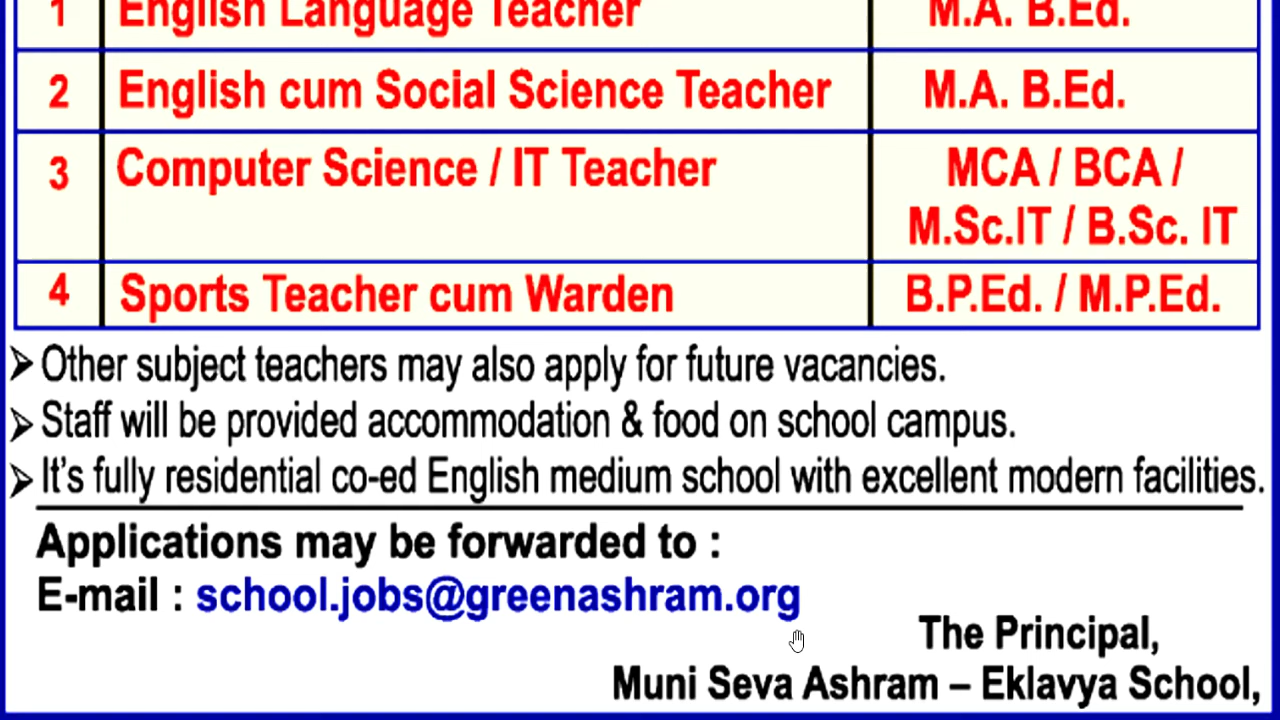 1 English Language Teacher M.A. B.Ed.
2 English cum Social Science Teacher M.A. B.Ed.
3 Computer Science / IT Teacher MCA / BCA /
M.Sc.IT / B.Sc. IT
4 Sports Teacher cum Warden B.P.Ed. / M.P.Ed.
➢ Other subject teachers may also apply for future vacancies.
➢ Staff will be provided accommodation & food on school campus.
➢ It's fully residential co-ed English medium school with excellent modern facilities.
Applications may be forwarded to :
E-mail : school.jobs@greenashram.org
The Principal,
Muni Seva Ashram – Eklavya School,